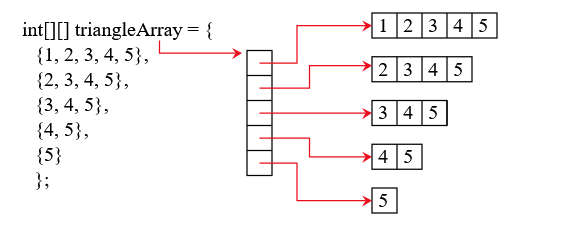 int[][] triangleArray = {
{1, 2, 3, 4, 5},
{2, 3, 4, 5},
{3, 4, 5},
{4, 5},
{5}
};
1 2 3 4 5
2 3 4 5
3 4 5
4 5
5